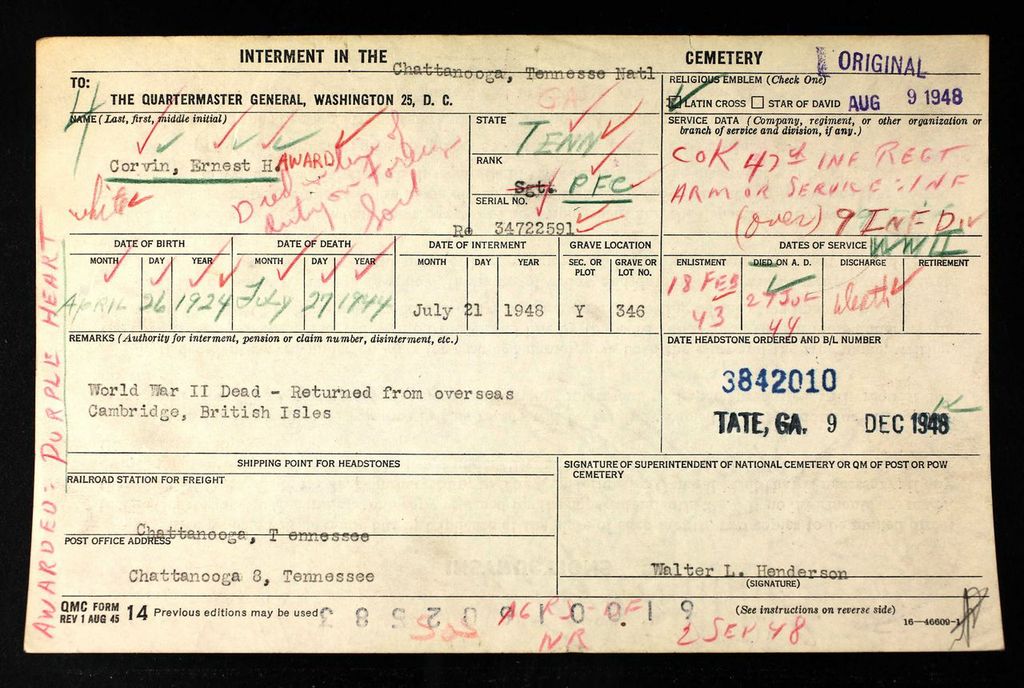 INTERMENT IN THE Chattanooga, Tennesse Natl CEMETERY
ORIGINAL
GA
TO:
THE QUARTERMASTER GENERAL, WASHINGTON 25, D. C.
RELIGIOUS EMBLEM (Check One)
LATIN CROSS STAR OF DAVID
AUG 9 1948
NAME (Last, first, middle initial)
Corvin, Ernest H.
AWARD
Died in line of
duty on Foreign
Soil
white
STATE
TENN
RANK
Sgt. PFC
SERIAL NO.
Re 34722591
SERVICE DATA (Company, regiment, or other organization or
branch of service and division, if any.)
CO K 47th INF REGT
ARM OR SERVICE: INF
(over) 9 INF D
DATE OF BIRTH
MONTH DAY YEAR
APRIL 26 1924
DATE OF DEATH
MONTH DAY YEAR
July 27 1944
DATE OF INTERMENT
MONTH DAY YEAR
July 21 1948
GRAVE LOCATION
SEC. OR PLOT
GRAVE OR LOT NO.
Y 346
DATES OF SERVICE WWII
ENLISTMENT DIED ON A. D. DISCHARGE RETIREMENT
18 FEB
43
27 JUL
44
death
REMARKS (Authority for interment, pension or claim number, disinterment, etc.)
World War II Dead - Returned from overseas
Cambridge, British Isles
DATE HEADSTONE ORDERED AND B/L NUMBER
3842010
TATE, GA. 9 DEC 1948
SHIPPING POINT FOR HEADSTONES
RAILROAD STATION FOR FREIGHT
Chattanooga, T ennessee
POST OFFICE ADDRESS
Chattanooga 8, Tennessee
SIGNATURE OF SUPERINTENDENT OF NATIONAL CEMETERY OR QM OF POST OR POW
CEMETERY
Walter L. Henderson
(SIGNATURE)
QMC FORM
REV 1 AUG 45 14 Previous editions may be used
(See instructions on reverse side)
16—46609-1
NR
2 SEP 48
AWARDED: PURPLE HEART